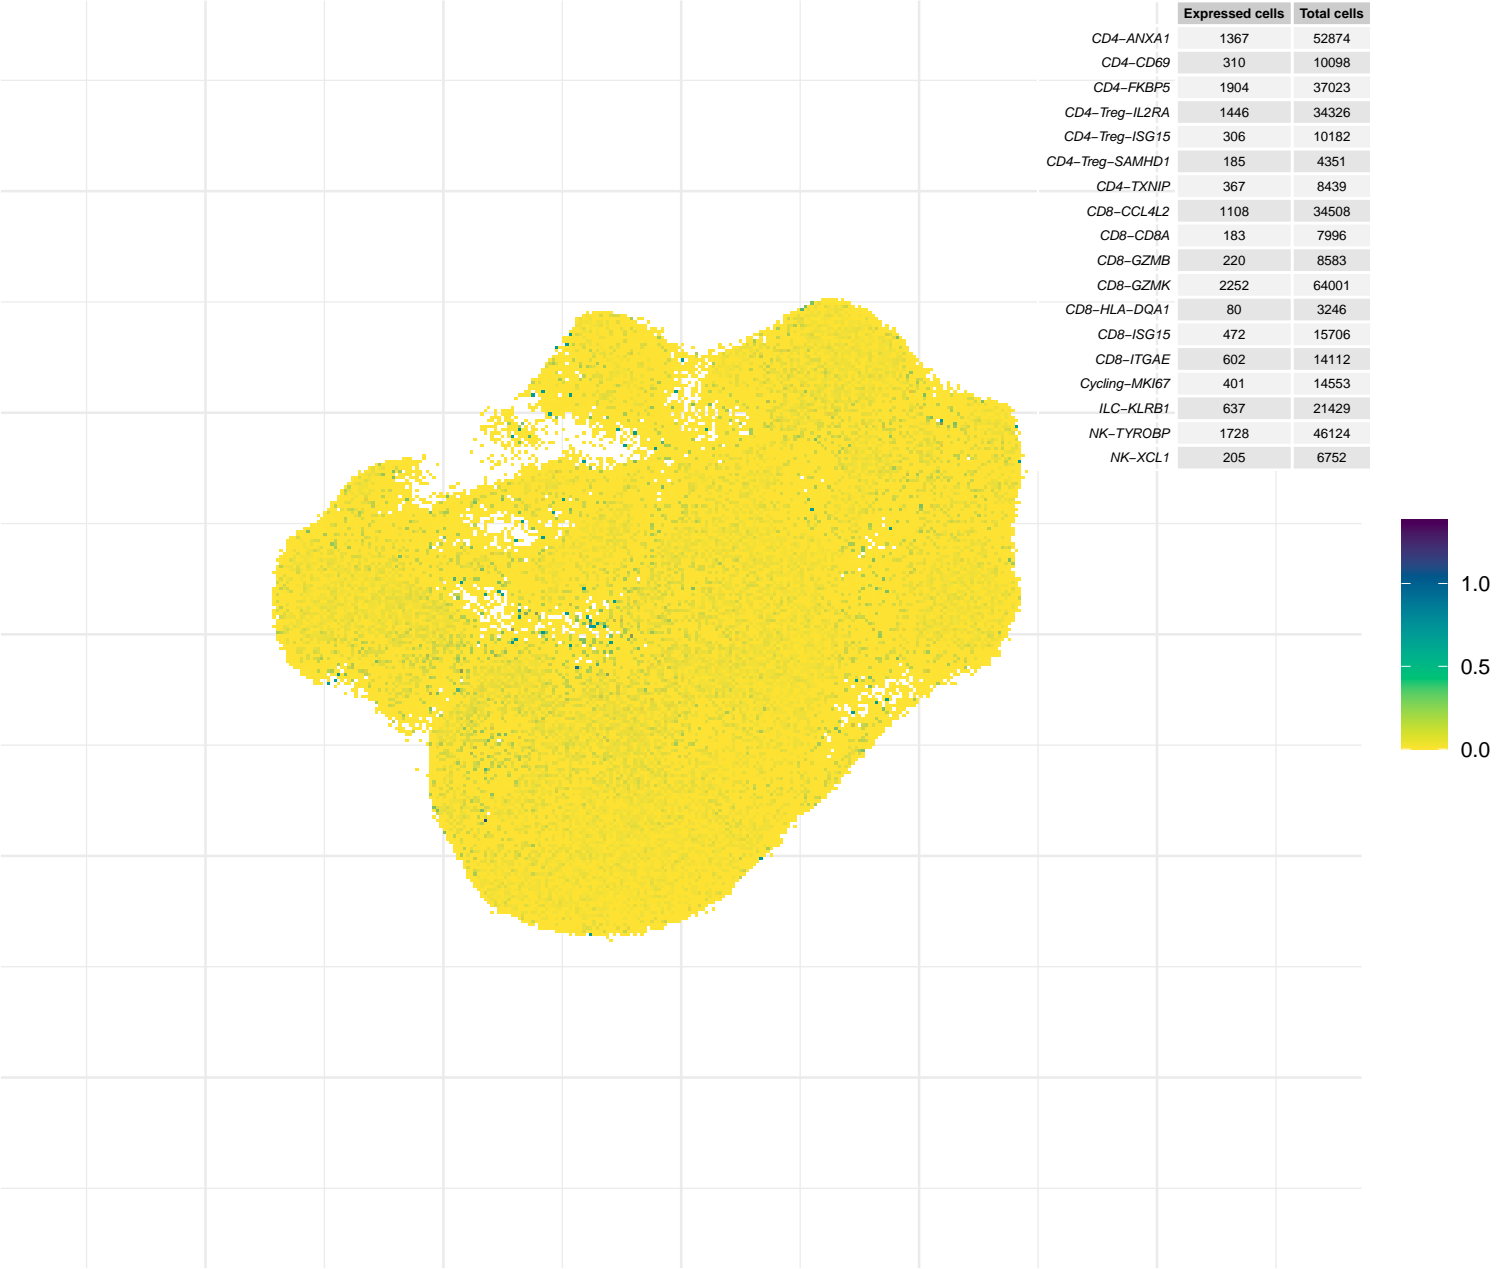 Expressed cells Total cells
CD4−ANXA1 1367 52874
CD4−CD69 310 10098
CD4−FKBP5 1904 37023
CD4−Treg−IL2RA 1446 34326
CD4−Treg−ISG15 306 10182
CD4−Treg−SAMHD1 185 4351
CD4−TXNIP 367 8439
CD8−CCL4L2 1108 34508
CD8−CD8A 183 7996
CD8−GZMB 220 8583
CD8−GZMK 2252 64001
CD8−HLA−DQA1 80 3246
CD8−ISG15 472 15706
CD8−ITGAE 602 14112
Cycling−MKI67 401 14553
ILC−KLRB1 637 21429
NK−TYROBP 1728 46124
NK−XCL1 205 6752
1.0
0.5
0.0